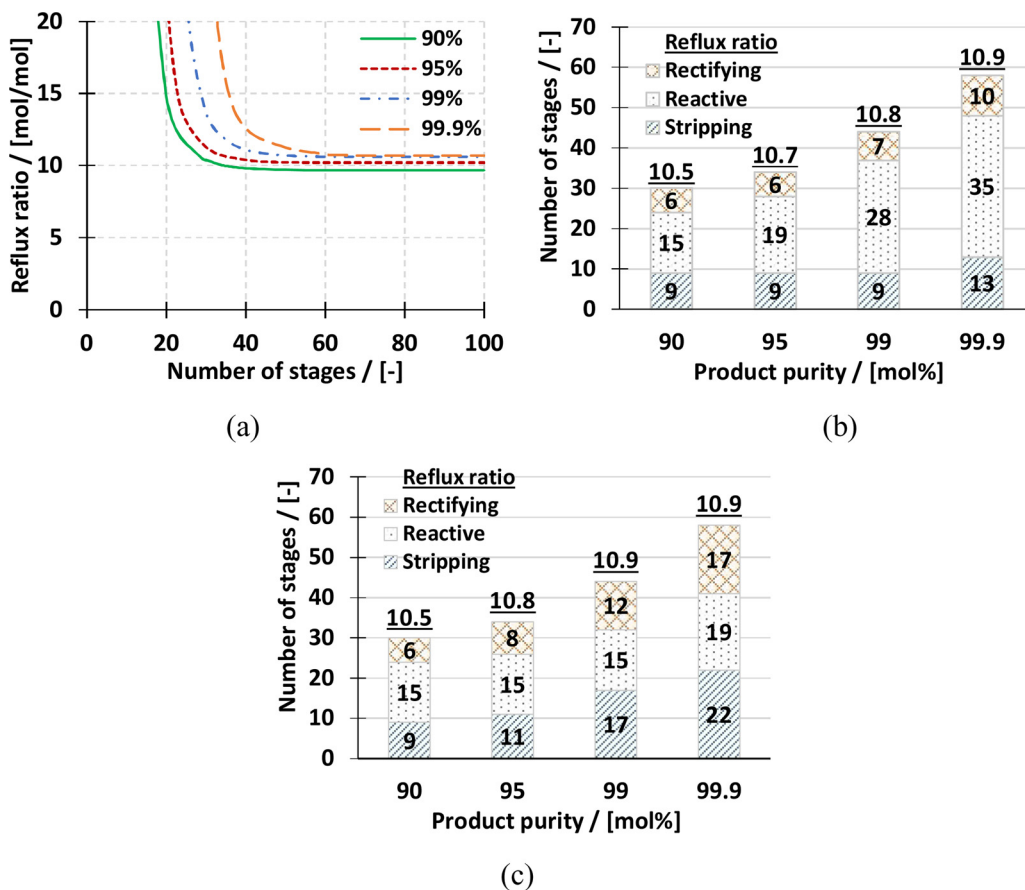 20
15
10
5
0
Reflux ratio / [mol/mol]
90%
95%
99%
99.9%
0 20 40 60 80 100
Number of stages / [-]
(a)
70
60
50
40
30
20
10
0
Number of stages / [-]
Reflux ratio
Rectifying
Reactive
Stripping
10.5 10.7 10.8 10.9
6 6 7 10
15 19 28 35
9 9 9 13
90 95 99 99.9
Product purity / [mol%]
(b)
70
60
50
40
30
20
10
0
Number of stages / [-]
Reflux ratio
Rectifying
Reactive
Stripping
10.5 10.8 10.9 10.9
6 8 12 17
15 15 15 19
9 11 17 22
90 95 99 99.9
Product purity / [mol%]
(c)